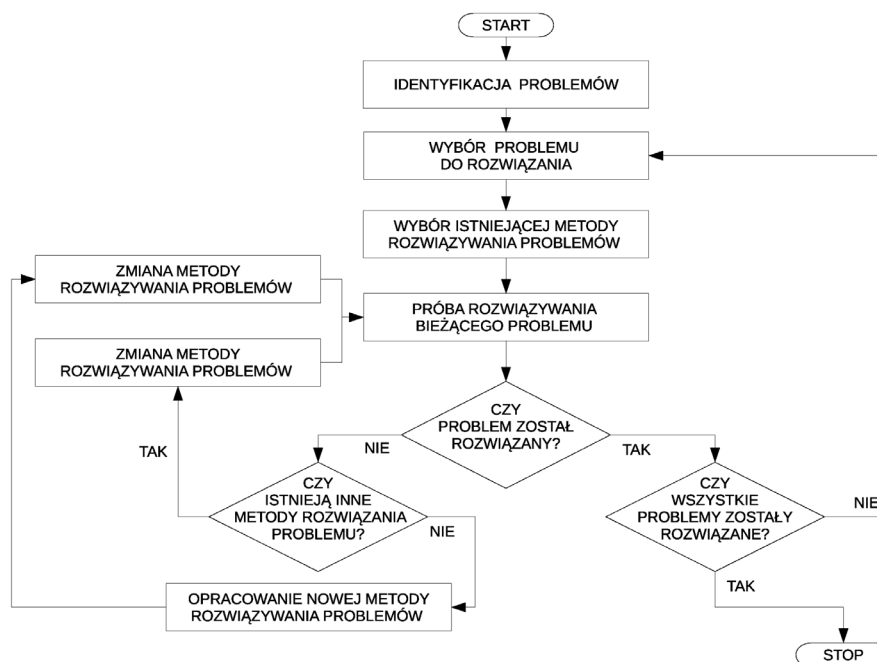 START
IDENTYFIKACJA PROBLEMÓW
WYBÓR PROBLEMU
DO ROZWIĄZANIA
WYBÓR ISTNIEJĄCEJ METODY
ROZWIĄZYWANIA PROBLEMÓW
ZMIANA METODY
ROZWIĄZYWANIA PROBLEMÓW
PRÓBA ROZWIĄZYWANIA
BIEŻĄCEGO PROBLEMU
ZMIANA METODY
ROZWIĄZYWANIA PROBLEMÓW
CZY
PROBLEM ZOSTAŁ
ROZWIĄZANY?
TAK
NIE
TAK
CZY
ISTNIEJĄ INNE
METODY ROZWIĄZANIA
PROBLEMU?
NIE
CZY
WSZYSTKIE
PROBLEMY ZOSTAŁY
ROZWIĄZANE?
NIE
TAK
OPRACOWANIE NOWEJ METODY
ROZWIĄZYWANIA PROBLEMÓW
STOP